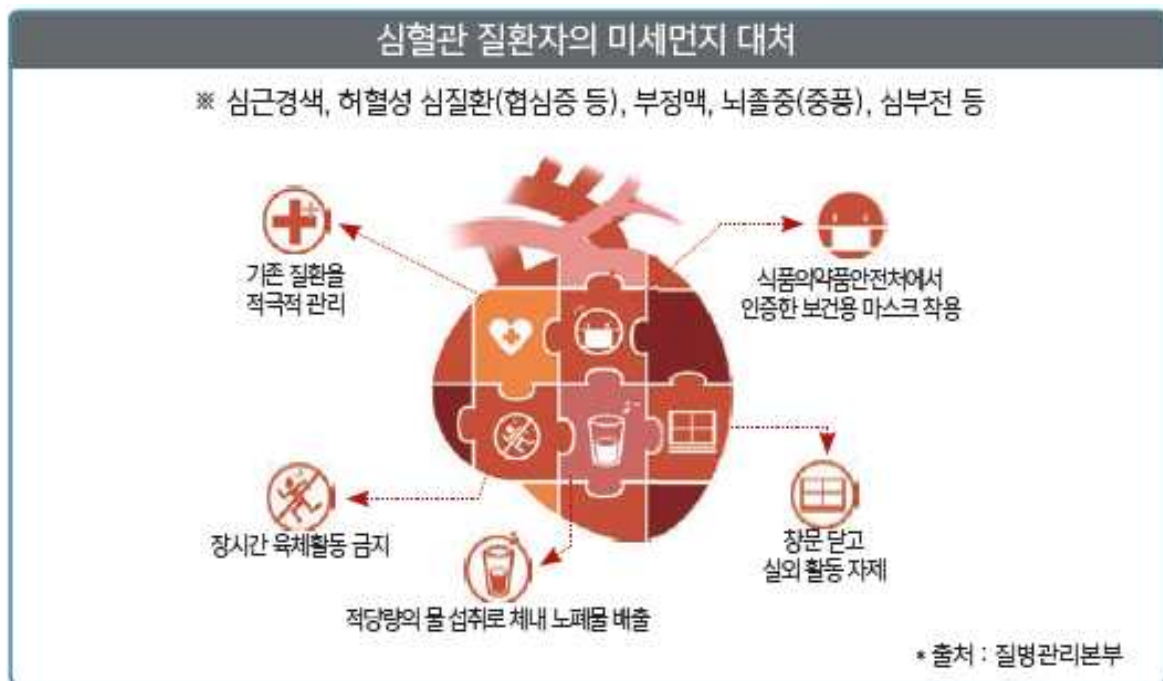 심혈관 질환자의 미세먼지 대처
※ 심근경색, 허혈성 심질환(협심증 등), 부정맥, 뇌졸중(중풍), 심부전 등
기존 질환을
적극적 관리
식품의약품안전처에서
인증한 보건용 마스크 착용
장시간 육체활동 금지
창문 닫고
실외 활동 자제
적당량의 물 섭취로 체내 노폐물 배출
* 출처 : 질병관리본부